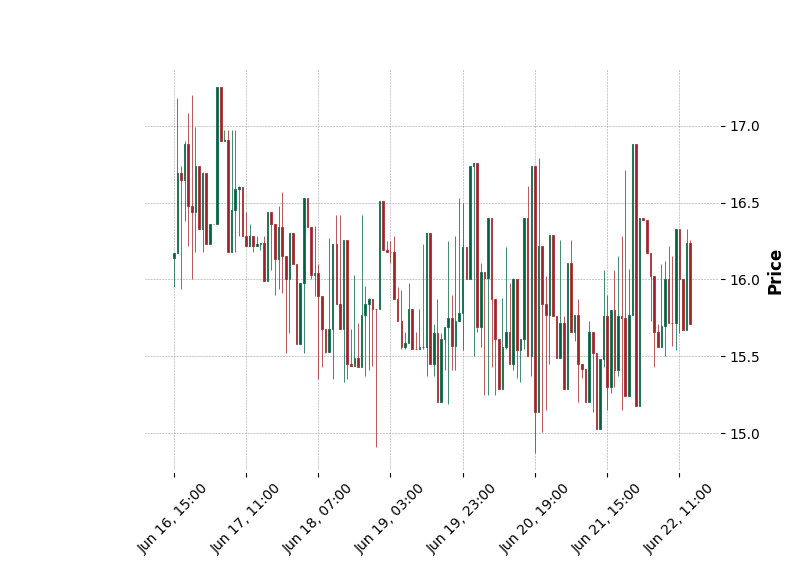 17.0
16.5
16.0
15.5
15.0
Price
Jun 16, 15:00
Jun 17, 11:00
Jun 18, 07:00
Jun 19, 03:00
Jun 19, 23:00
Jun 20, 19:00
Jun 21, 15:00
Jun 22, 11:00